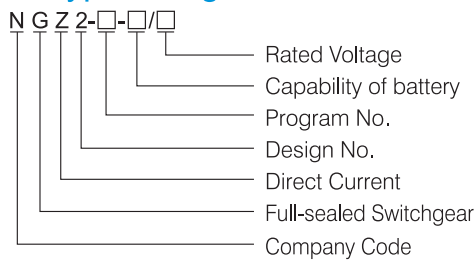 N G Z 2-□-□/□
Rated Voltage
Capability of battery
Program No.
Design No.
Direct Current
Full-sealed Switchgear
Company Code